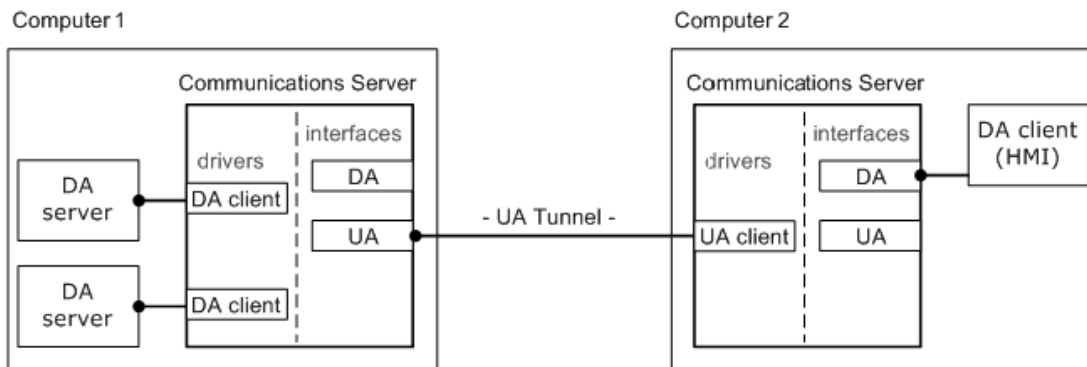 Computer 1
Communications Server
interfaces
drivers
DA
server
DA client
DA
UA
DA
server
DA client
- UA Tunnel -
Computer 2
Communications Server
interfaces
drivers
DA
UA client
UA
DA client
(HMI)